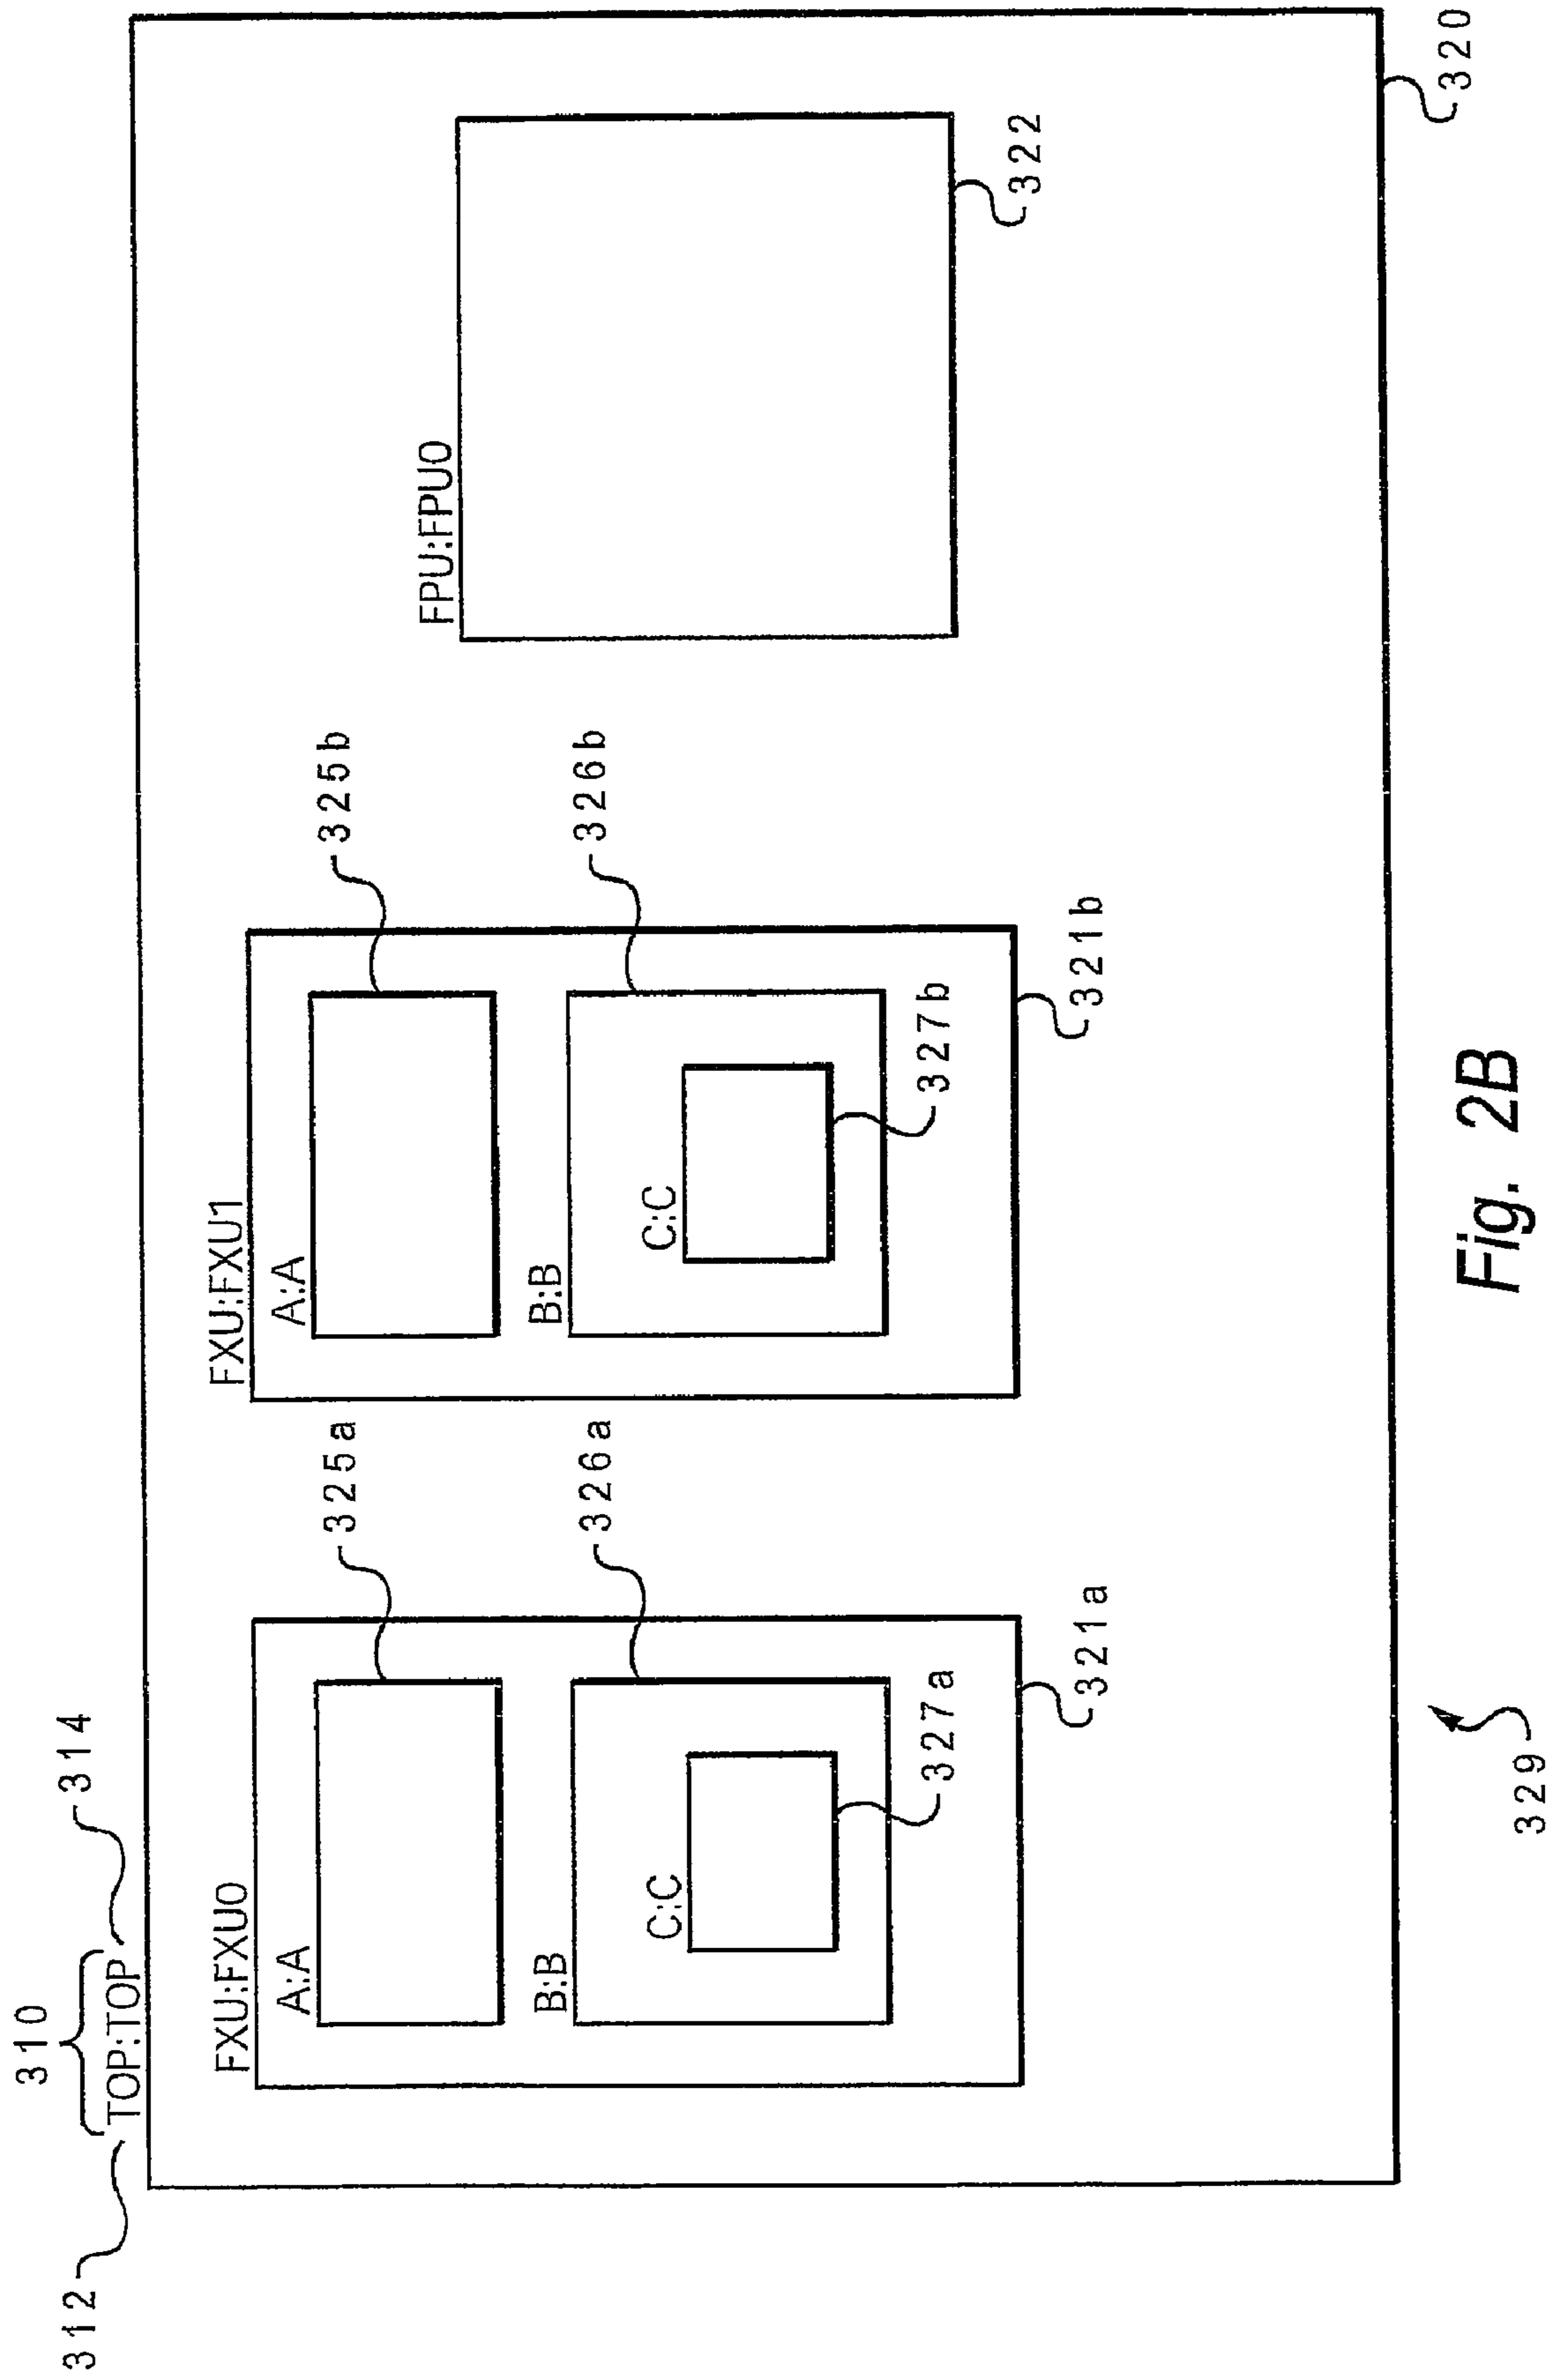 310
312
TOP:TOP
314
FXU:FXU0
A:A
325a
B:B
326a
C:C
327a
321a
FXU:FXU1
A:A
325b
B:B
326b
C:C
327b
321b
FPU:FPU0
322
320
329
Fig. 2B